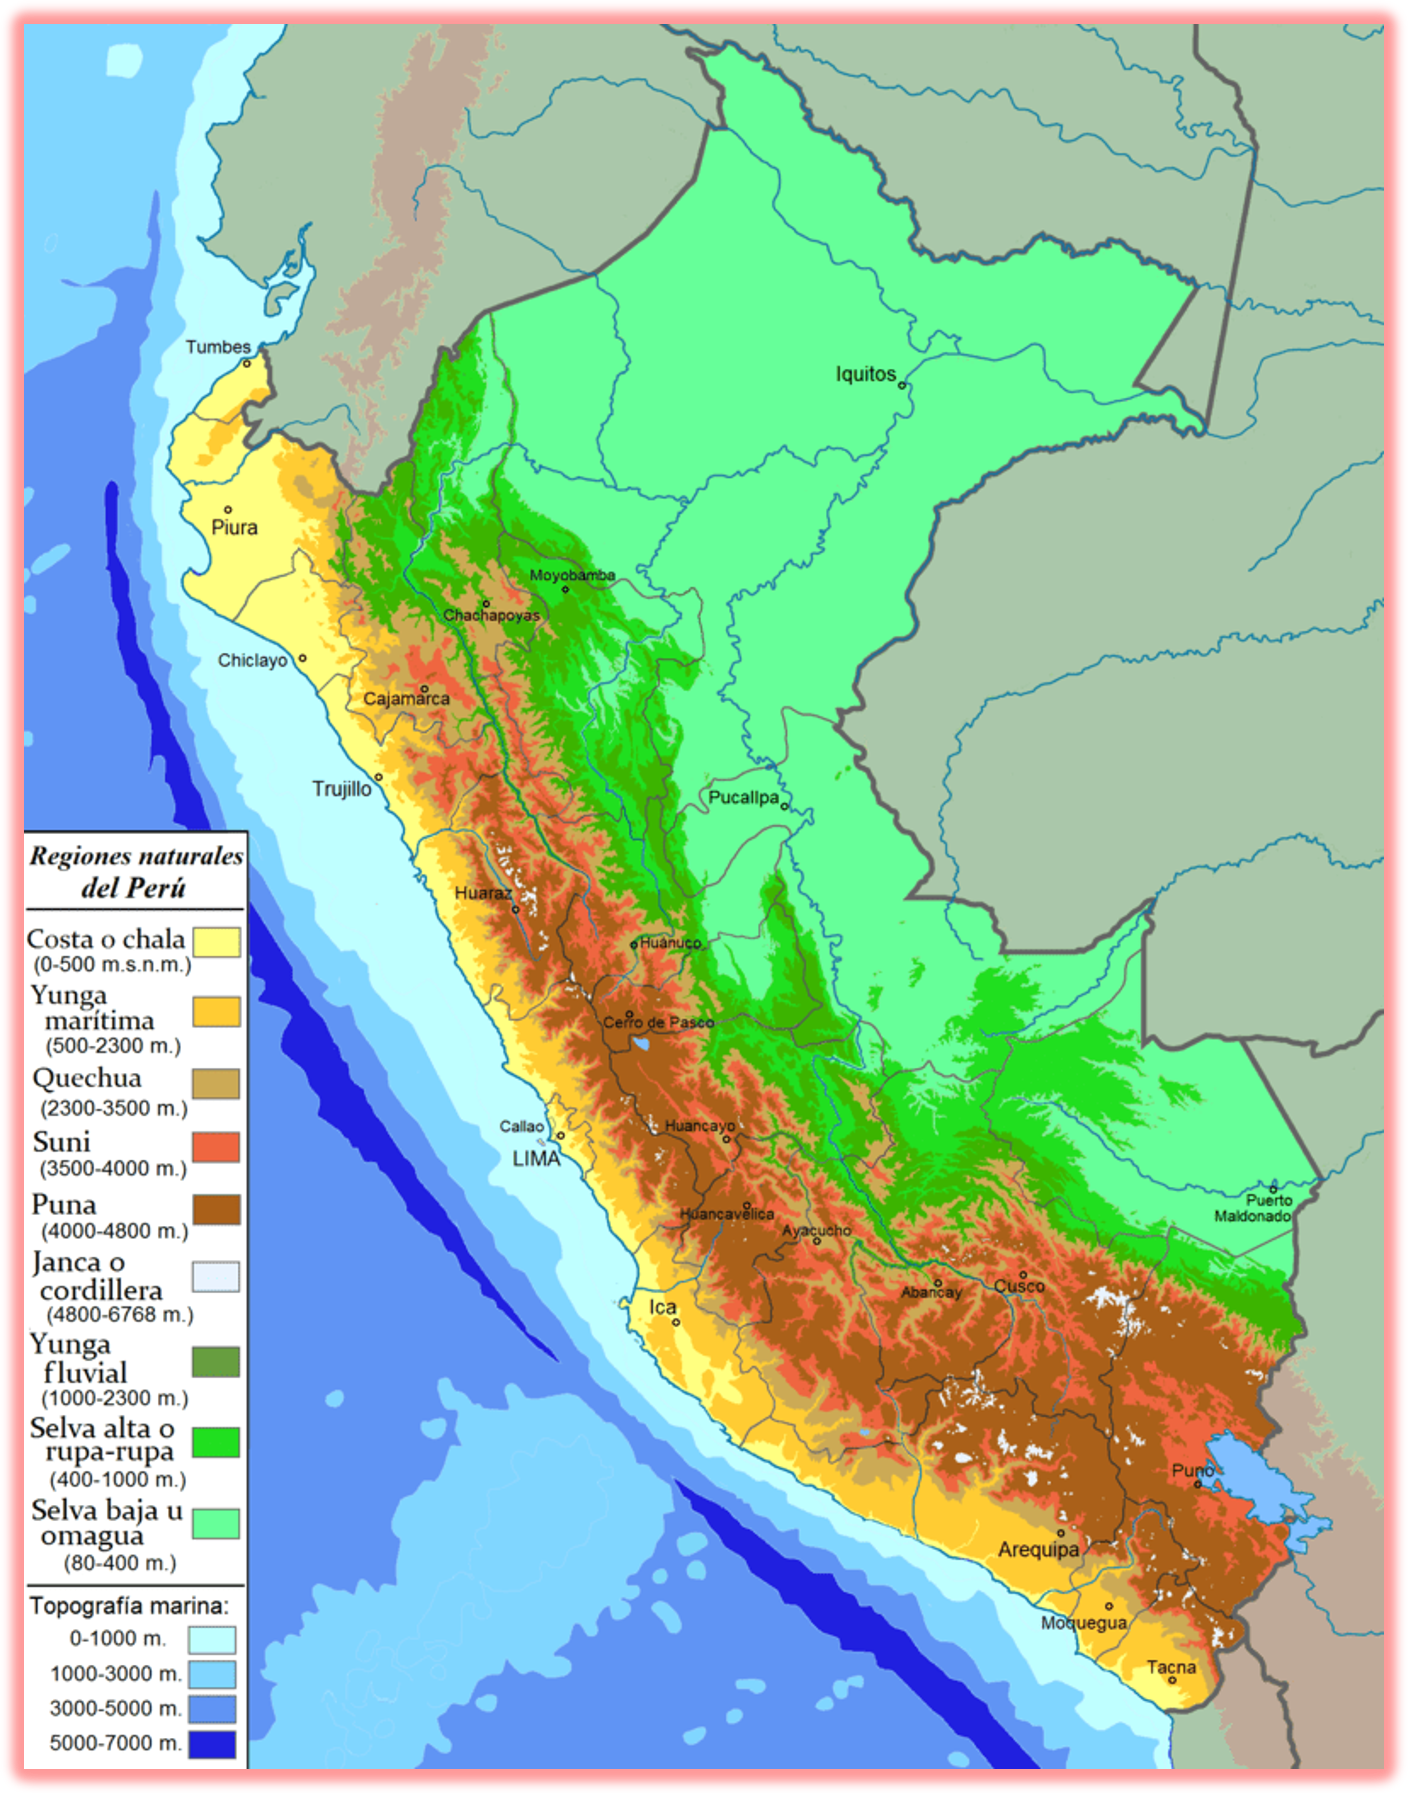 Tumbes
Iquitos
Piura
Moyobamba
Chachapoyas
Chiclayo
Cajamarca
Trujillo
Pucallpa
Huaraz
Huánuco
Cerro de Pasco
Callao
LIMA
Huancayo
Huancavelica
Ayacucho
Puerto
Maldonado
Abancay
Cusco
Ica
Puno
Arequipa
Moquegua
Tacna
Regiones naturales
del Perú
Costa o chala
(0-500 m.s.n.m.)
Yunga
marítima
(500-2300 m.)
Quechua
(2300-3500 m.)
Suni
(3500-4000 m.)
Puna
(4000-4800 m.)
Janca o
cordillera
(4800-6768 m.)
Yunga
fluvial
(1000-2300 m.)
Selva alta o
rupa-rupa
(400-1000 m.)
Selva baja u
omagua
(80-400 m.)
Topografía marina:
0-1000 m.
1000-3000 m.
3000-5000 m.
5000-7000 m.